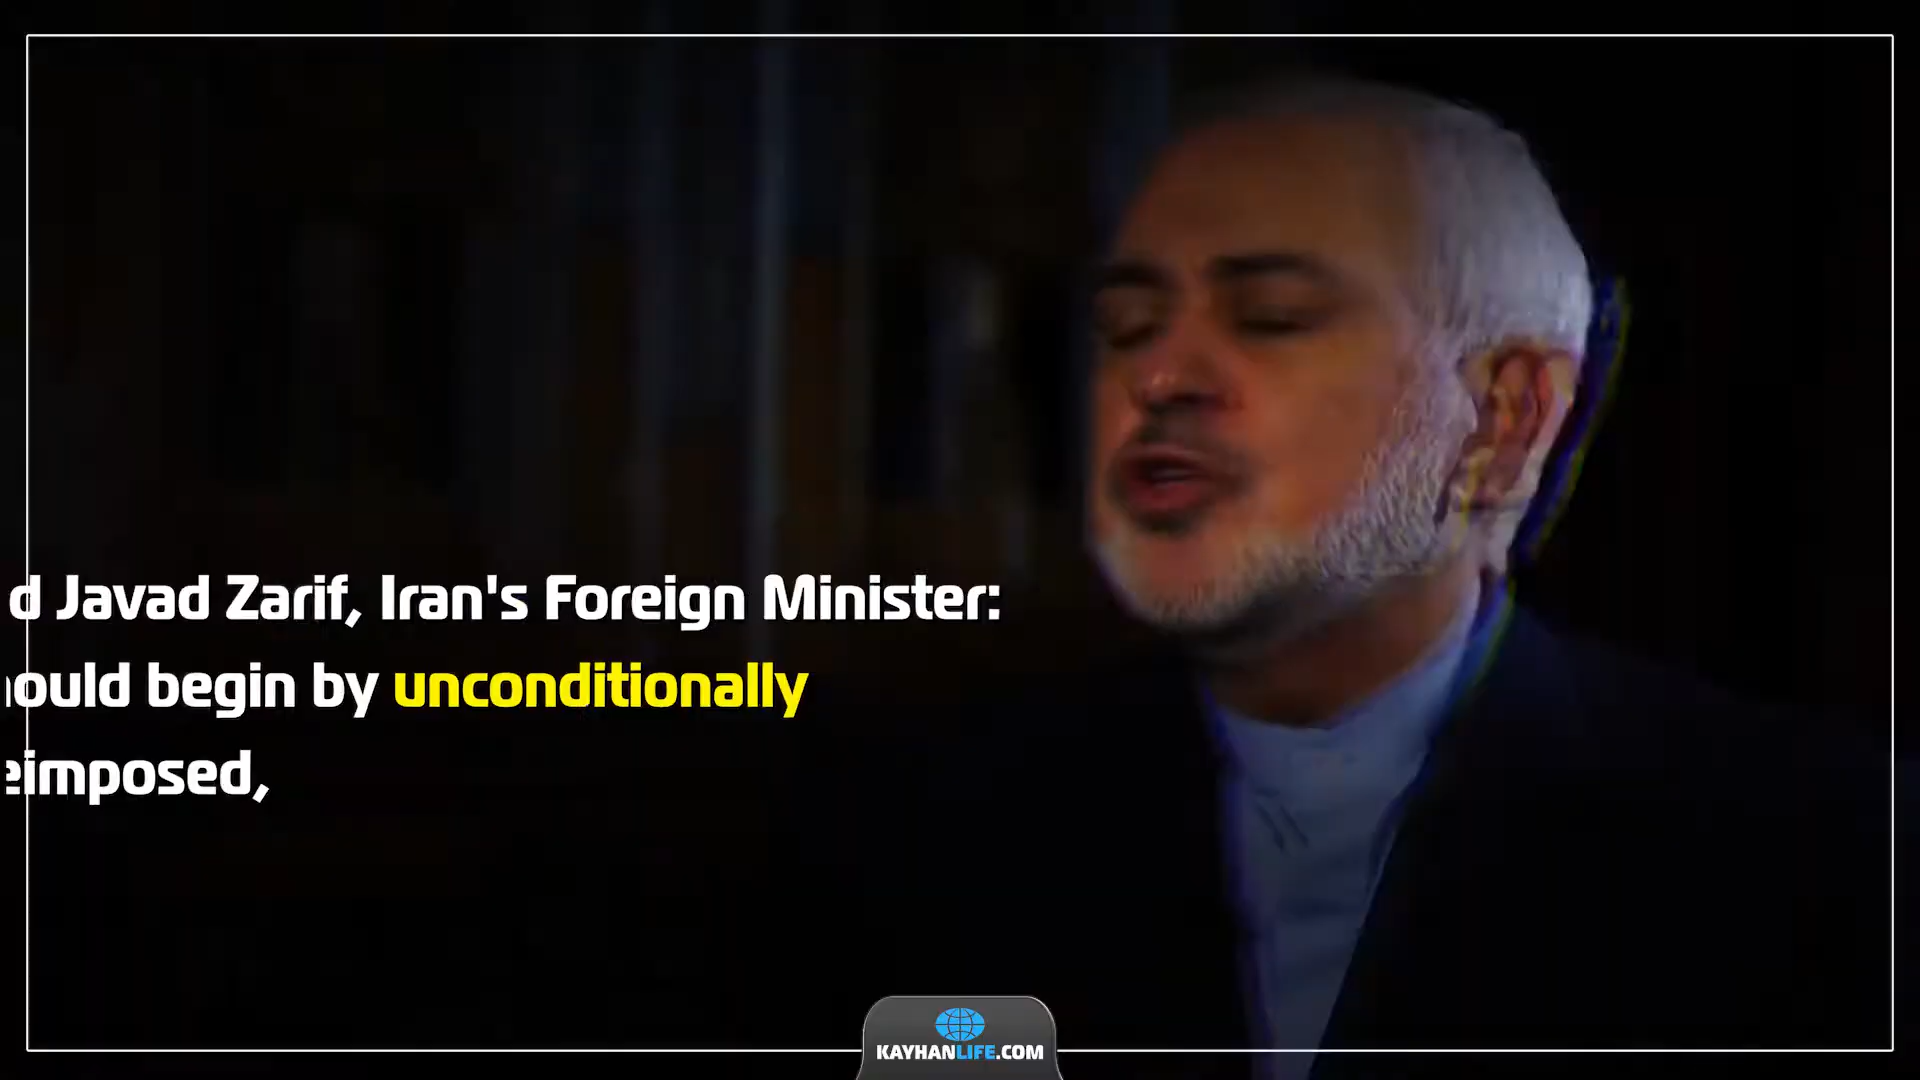 d Javad Zarif, Iran's Foreign Minister:
ould begin by unconditionally
eimposed,
KAYHANLIFE.COM